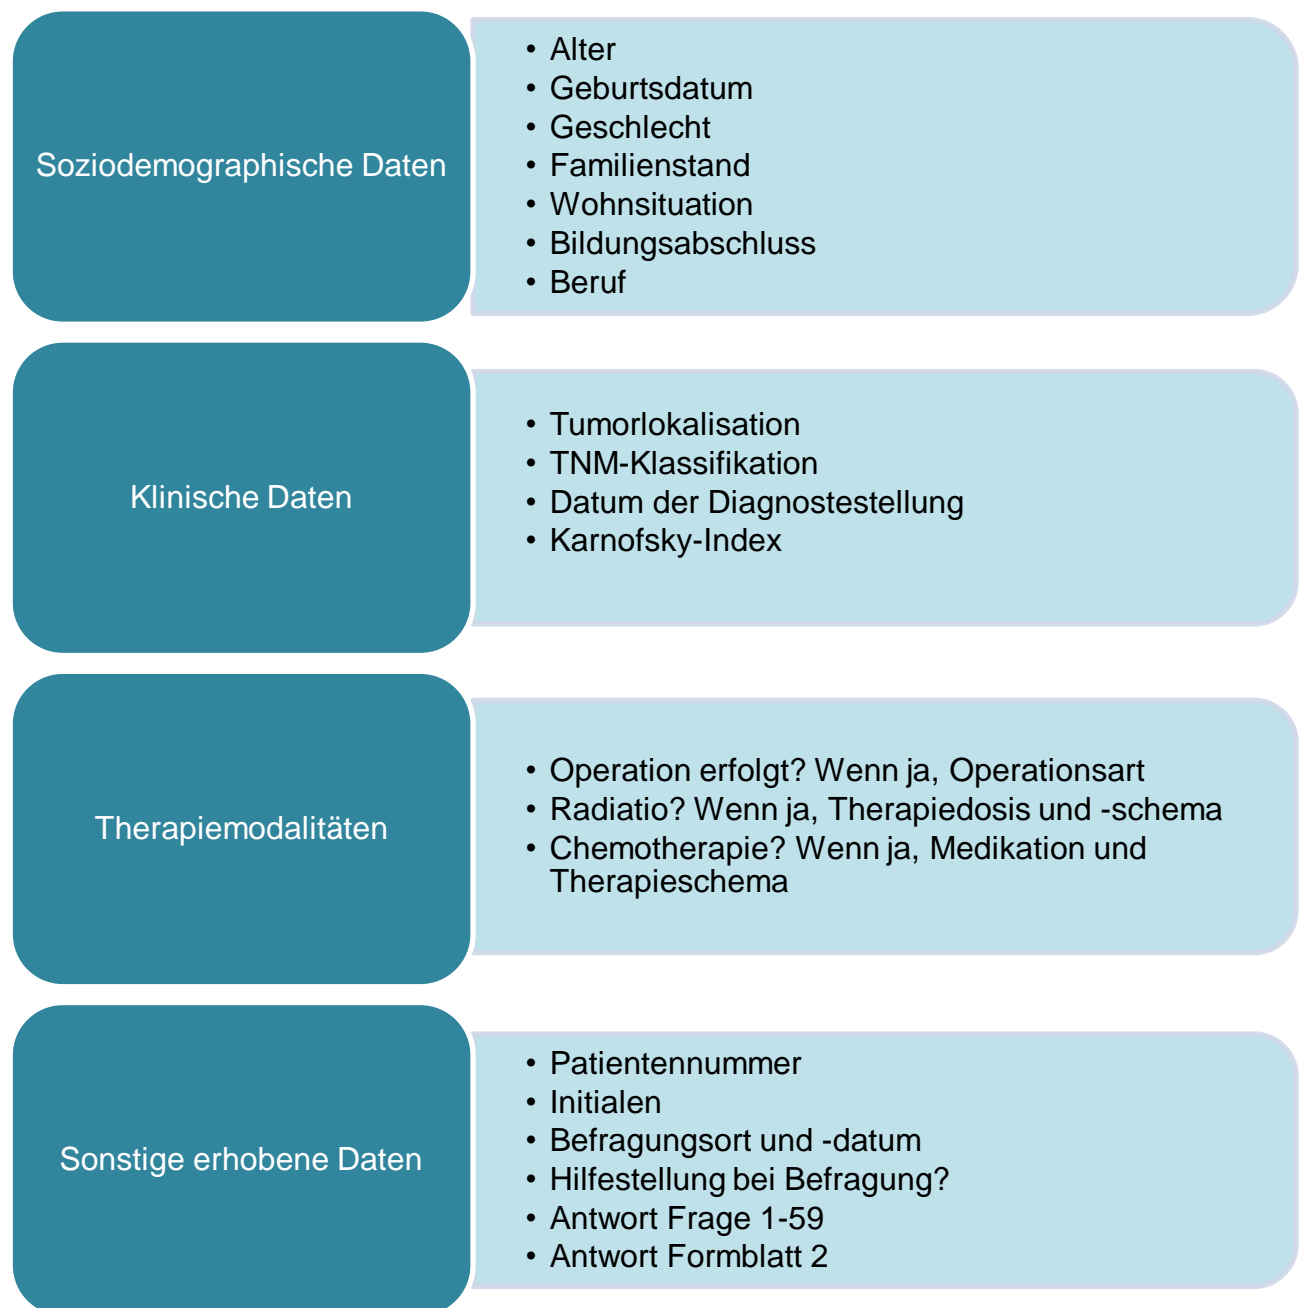 Soziodemographische Daten
• Alter
• Geburtsdatum
• Geschlecht
• Familienstand
• Wohnsituation
• Bildungsabschluss
• Beruf
Klinische Daten
• Tumorlokalisation
• TNM-Klassifikation
• Datum der Diagnostestellung
• Karnofsky-Index
Therapiemodalitäten
• Operation erfolgt? Wenn ja, Operationsart
• Radiatio? Wenn ja, Therapiedosis und -schema
• Chemotherapie? Wenn ja, Medikation und
Therapieschema
Sonstige erhobene Daten
• Patientennummer
• Initialen
• Befragungsort und -datum
• Hilfestellung bei Befragung?
• Antwort Frage 1-59
• Antwort Formblatt 2